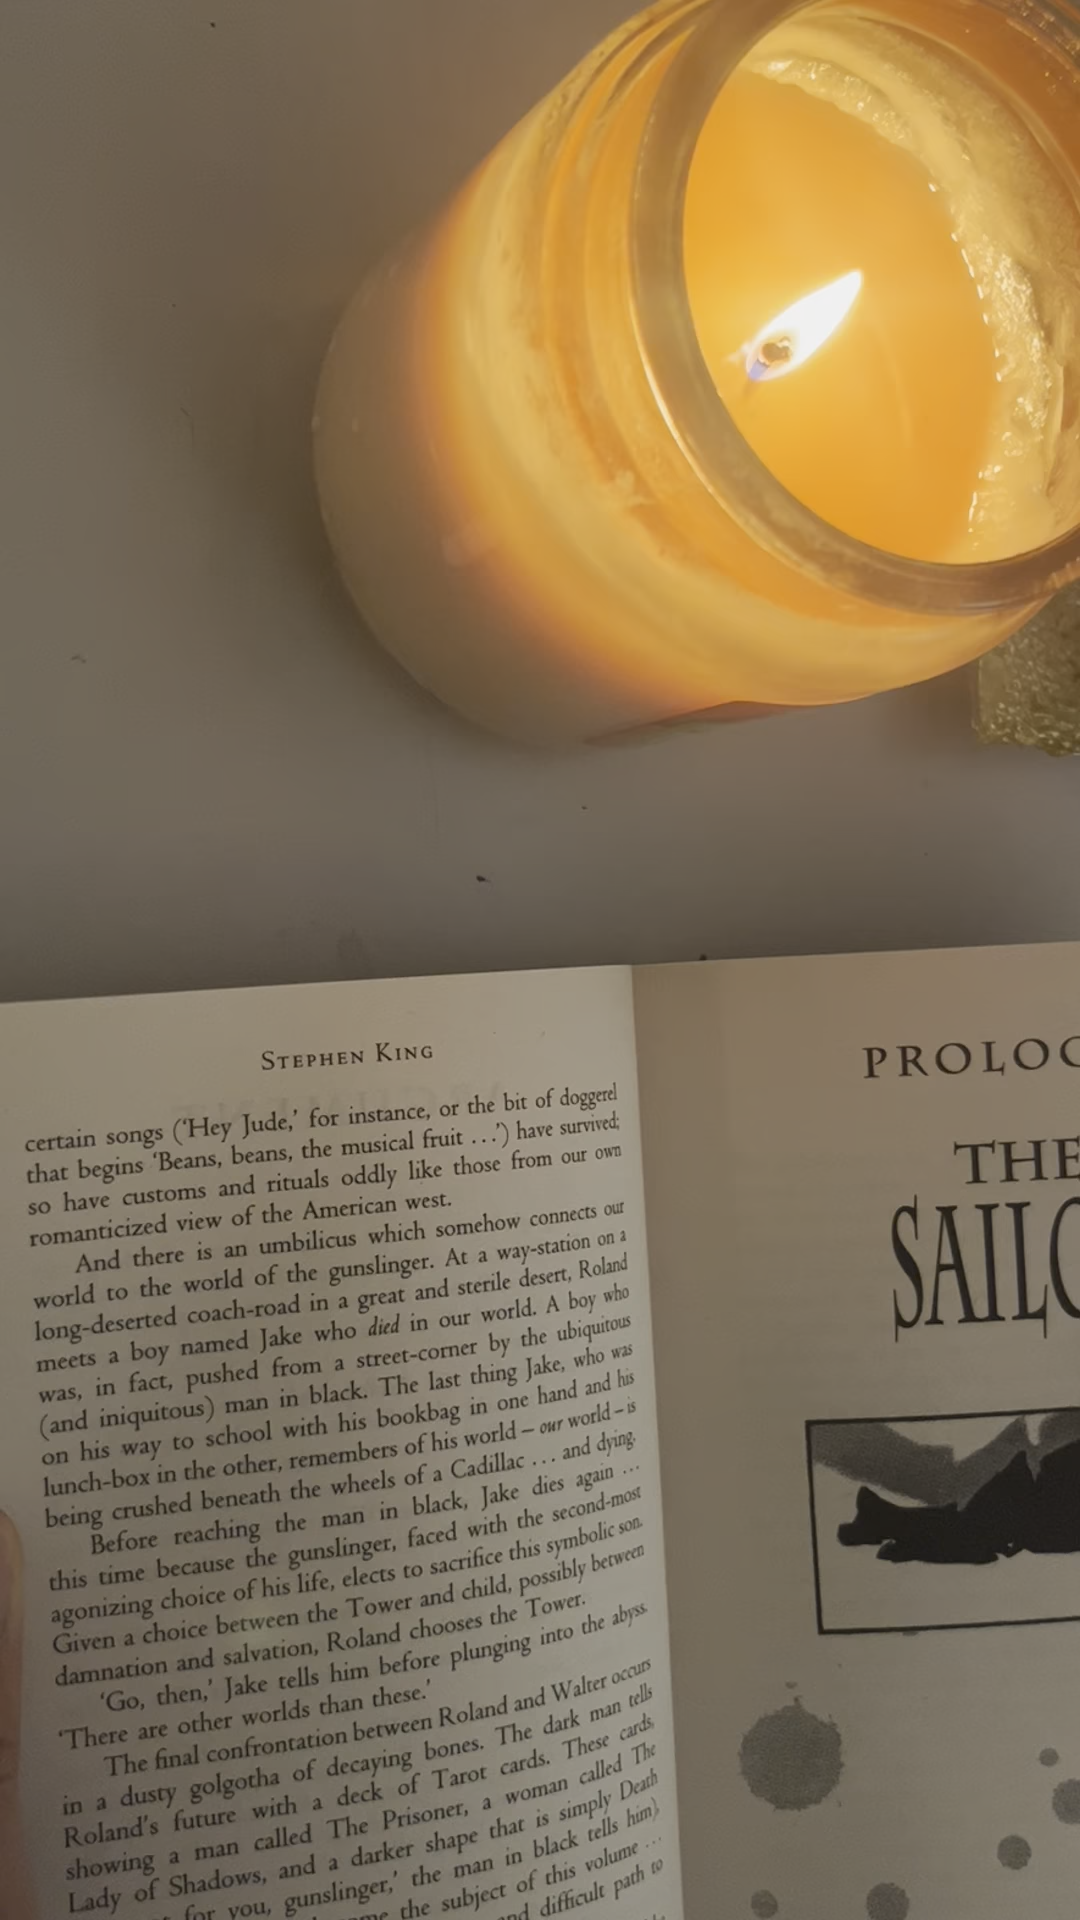 STEPHEN KING
certain songs (‘Hey Jude,’ for instance, or the bit of doggerel
that begins ‘Beans, beans, the musical fruit …’) have survived;
so have customs and rituals oddly like those from our own
romanticized view of the American west.
And there is an umbilicus which somehow connects our
world to the world of the gunslinger. At a way-station on a
long-deserted coach-road in a great and sterile desert, Roland
meets a boy named Jake who died in our world. A boy who
was, in fact, pushed from a street-corner by the ubiquitous
(and iniquitous) man in black. The last thing Jake, who was
on his way to school with his bookbag in one hand and his
lunch-box in the other, remembers of his world – our world – is
being crushed beneath the wheels of a Cadillac … and dying.
Before reaching the man in black, Jake dies again …
this time because the gunslinger, faced with the second-most
agonizing choice of his life, elects to sacrifice this symbolic son.
Given a choice between the Tower and child, possibly between
damnation and salvation, Roland chooses the Tower.
‘Go, then,’ Jake tells him before plunging into the abyss.
‘There are other worlds than these.’
The final confrontation between Roland and Walter occurs
in a dusty golgotha of decaying bones. The dark man tells
Roland’s future with a deck of Tarot cards. These cards,
showing a man called The Prisoner, a woman called The
Lady of Shadows, and a darker shape that is simply Death
for you, gunslinger,’ the man in black tells him),
the subject of this volume …
and difficult path to
PROLOG
THE
SAILO